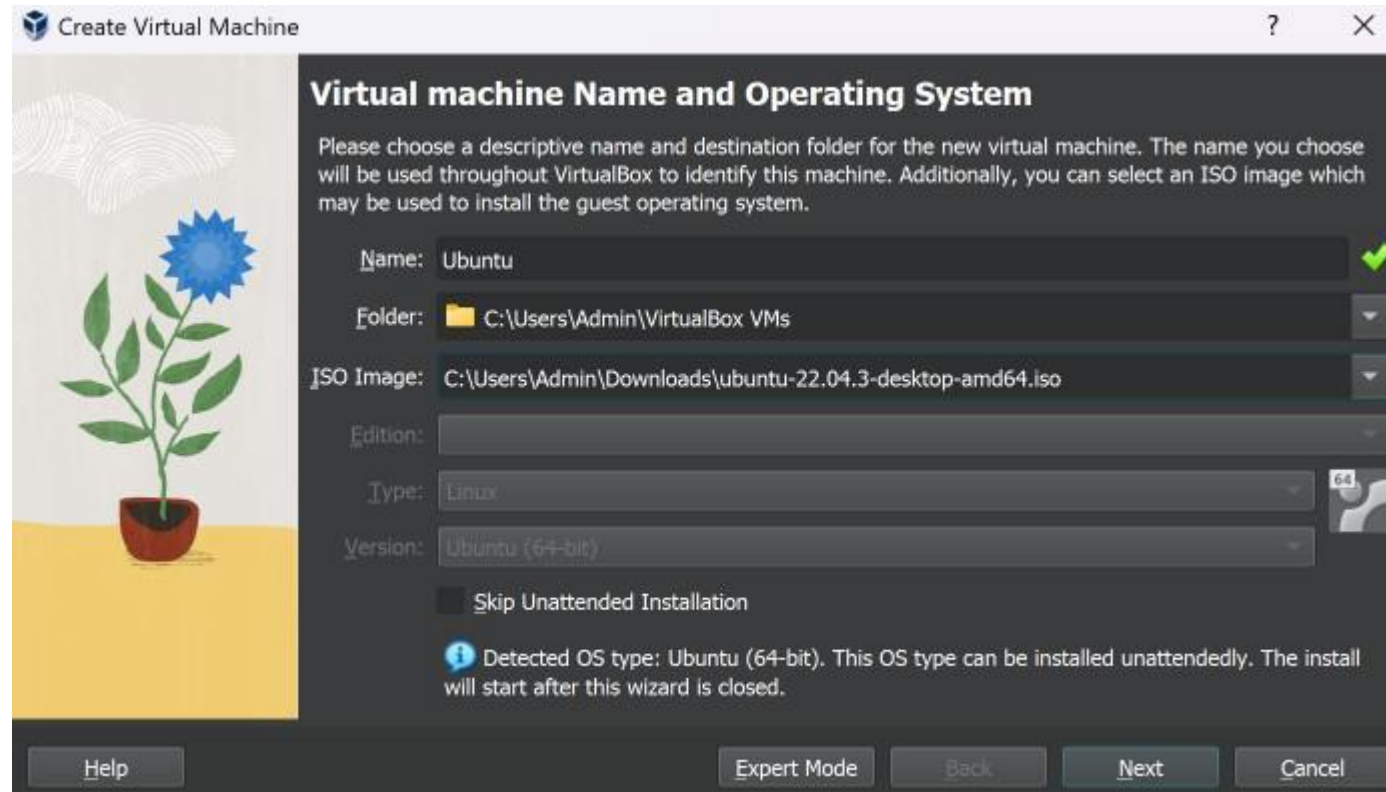 Create Virtual Machine
?
Virtual machine Name and Operating System
Please choose a descriptive name and destination folder for the new virtual machine. The name you choose
will be used throughout VirtualBox to identify this machine. Additionally, you can select an ISO image which
may be used to install the guest operating system.
Name: Ubuntu
Folder: C:\Users\Admin\VirtualBox VMs
ISO Image: C:\Users\Admin\Downloads\ubuntu-22.04.3-desktop-amd64.iso
Edition:
Type: Linux
64
Version: Ubuntu (64-bit)
Skip Unattended Installation
Detected OS type: Ubuntu (64-bit). This OS type can be installed unattendedly. The install
will start after this wizard is closed.
Help Expert Mode Back Next Cancel